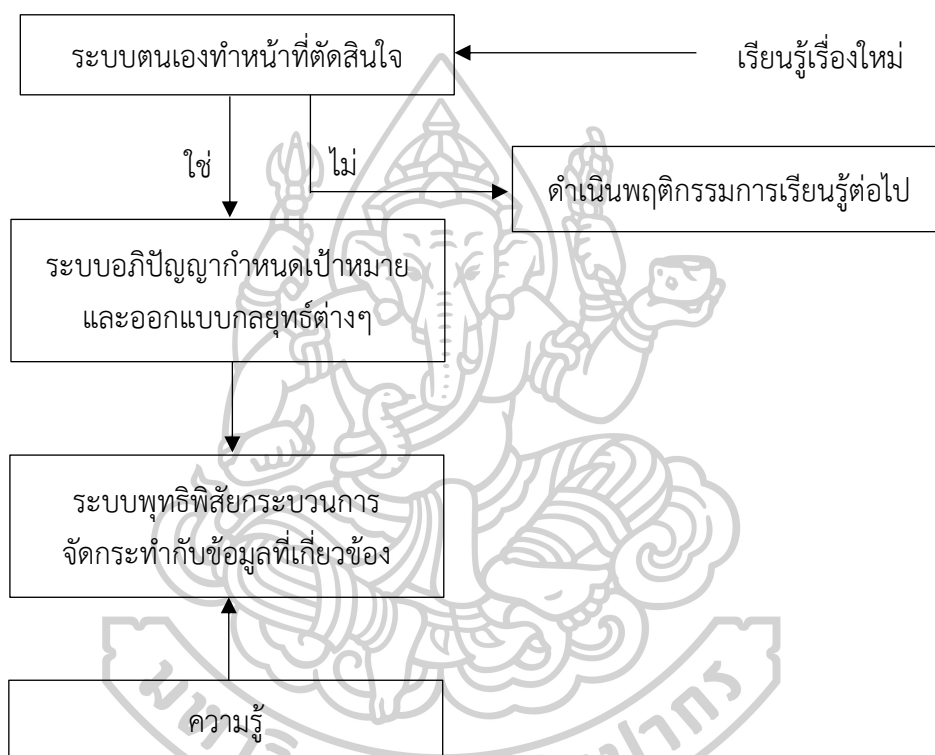 ระบบตนเองทำหน้าที่ตัดสินใจ
เรียนรู้เรื่องใหม่
ใช่
ไม่
ดำเนินพฤติกรรมการเรียนรู้ต่อไป
ระบบอภิปัญญากำหนดเป้าหมาย
และออกแบบกลยุทธ์ต่างๆ
ระบบพุทธิพิสัยกระบวนการ
จัดกระทำกับข้อมูลที่เกี่ยวข้อง
ความรู้